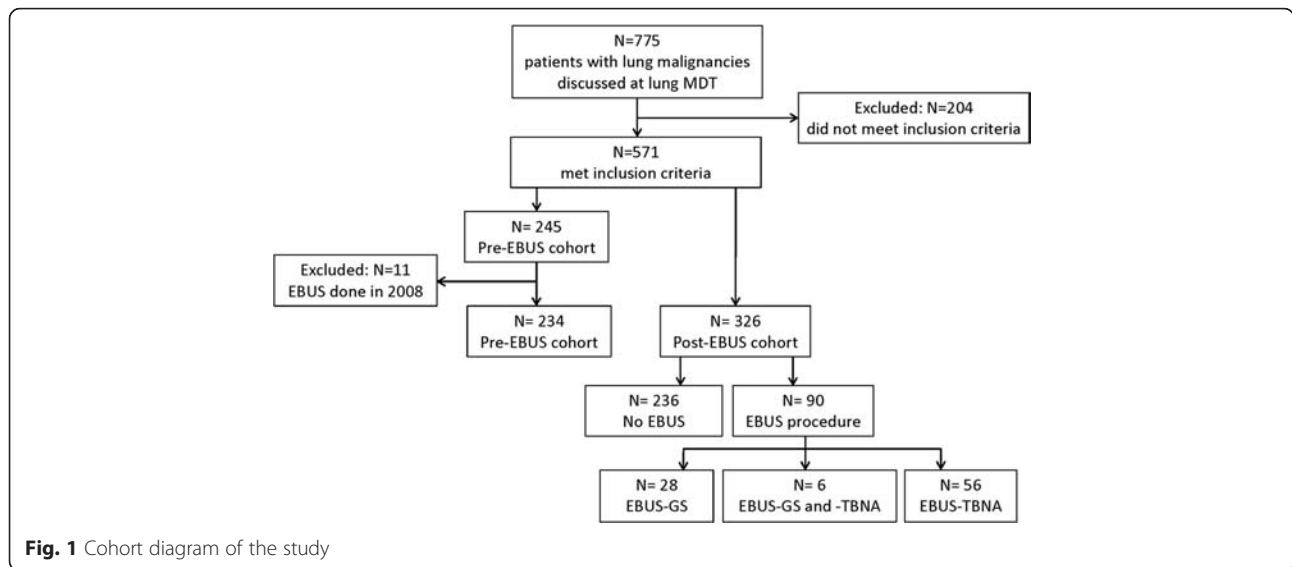 N=775
patients with lung malignancies
discussed at lung MDT
Excluded: N=204
did not meet inclusion criteria
N=571
met inclusion criteria
N= 245
Pre-EBUS cohort
Excluded: N=11
EBUS done in 2008
N= 234
Pre-EBUS cohort
N= 326
Post-EBUS cohort
N= 236
No EBUS
N= 90
EBUS procedure
N= 28
EBUS-GS
N= 6
EBUS-GS and -TBNA
N= 56
EBUS-TBNA
Fig. 1 Cohort diagram of the study